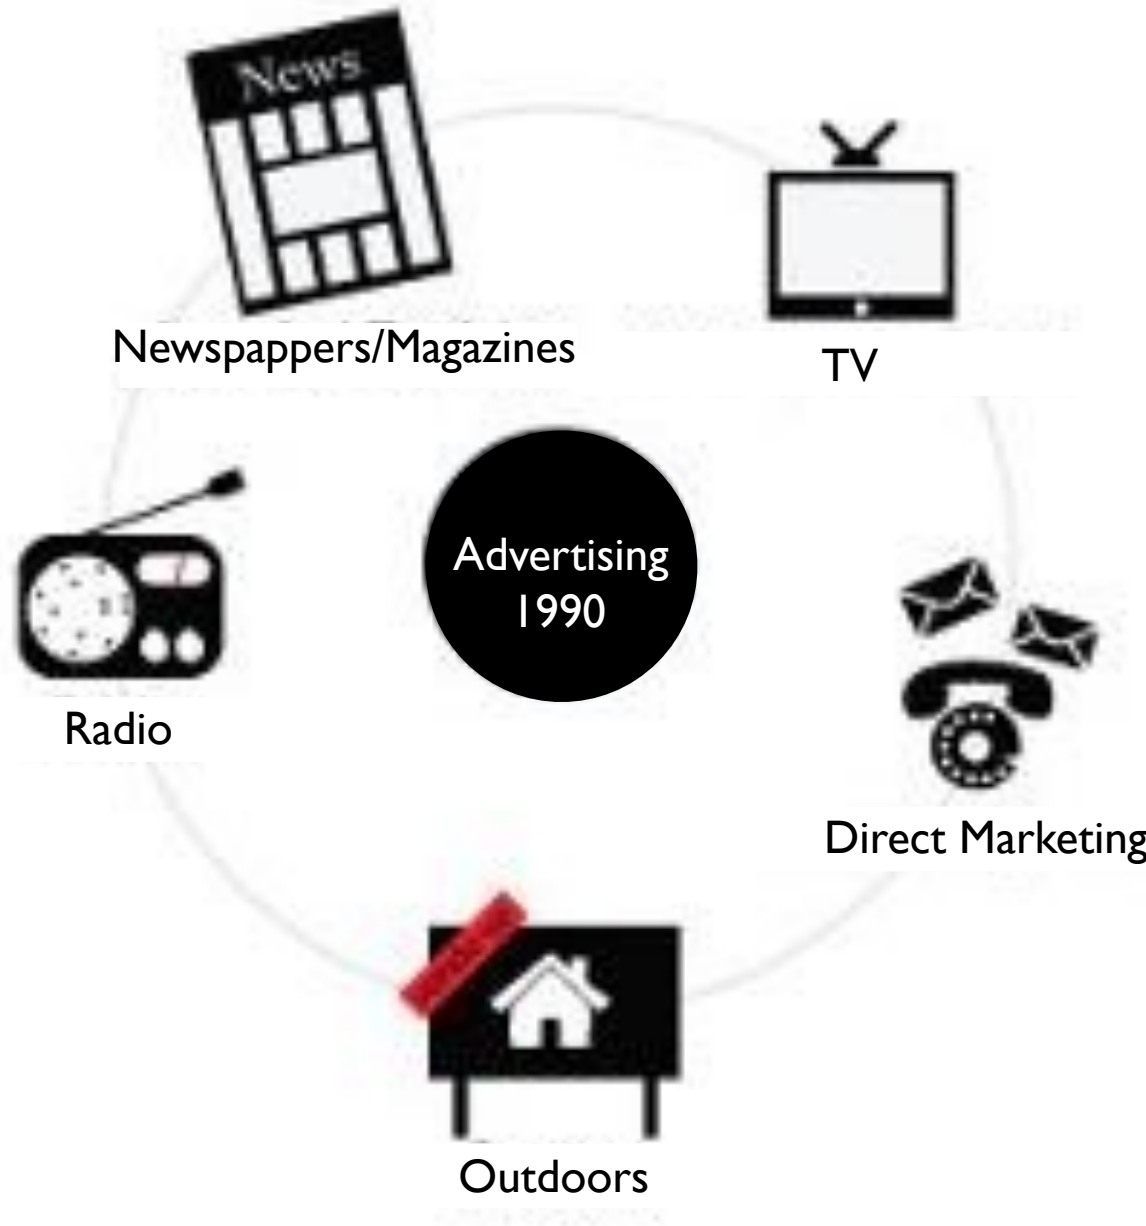 News
Newspappers/Magazines
TV
Advertising
1990
Radio
Direct Marketing
Outdoors